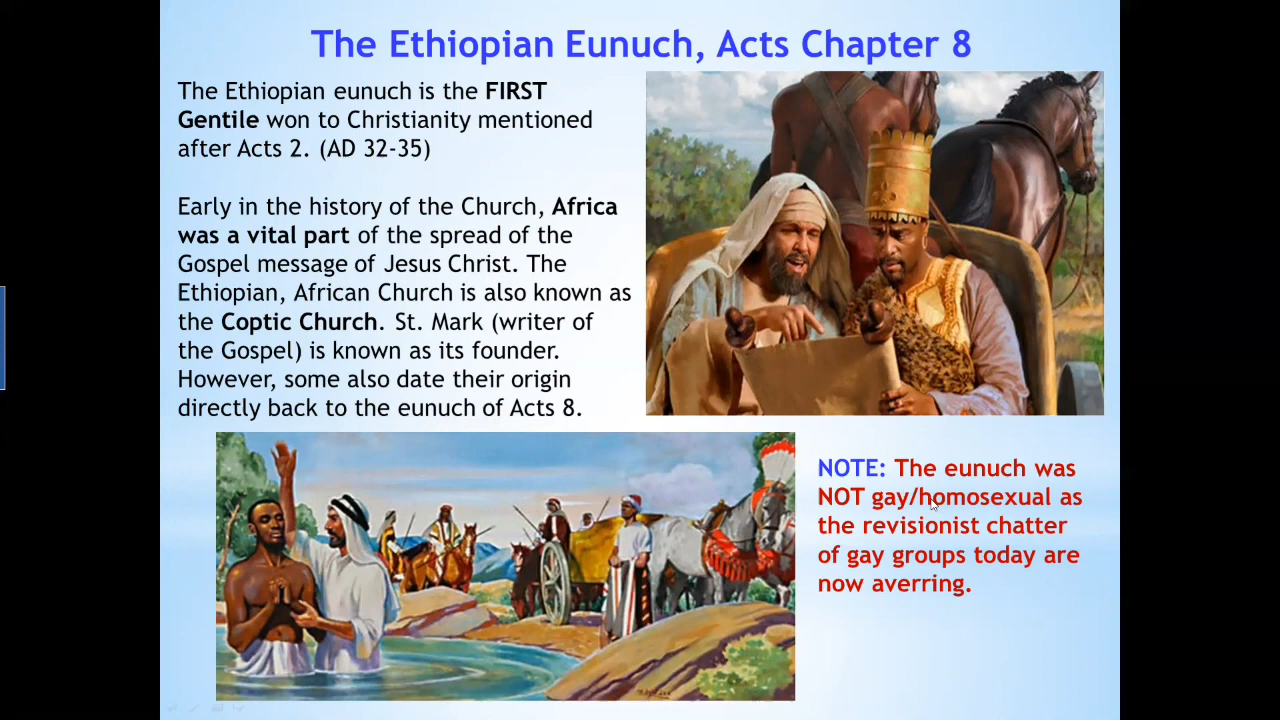 The Ethiopian Eunuch, Acts Chapter 8
The Ethiopian eunuch is the FIRST
Gentile won to Christianity mentioned
after Acts 2. (AD 32-35)
Early in the history of the Church, Africa
was a vital part of the spread of the
Gospel message of Jesus Christ. The
Ethiopian, African Church is also known as
the Coptic Church. St. Mark (writer of
the Gospel) is known as its founder.
However, some also date their origin
directly back to the eunuch of Acts 8.
NOTE: The eunuch was
NOT gay/homosexual as
the revisionist chatter
of gay groups today are
now averring.